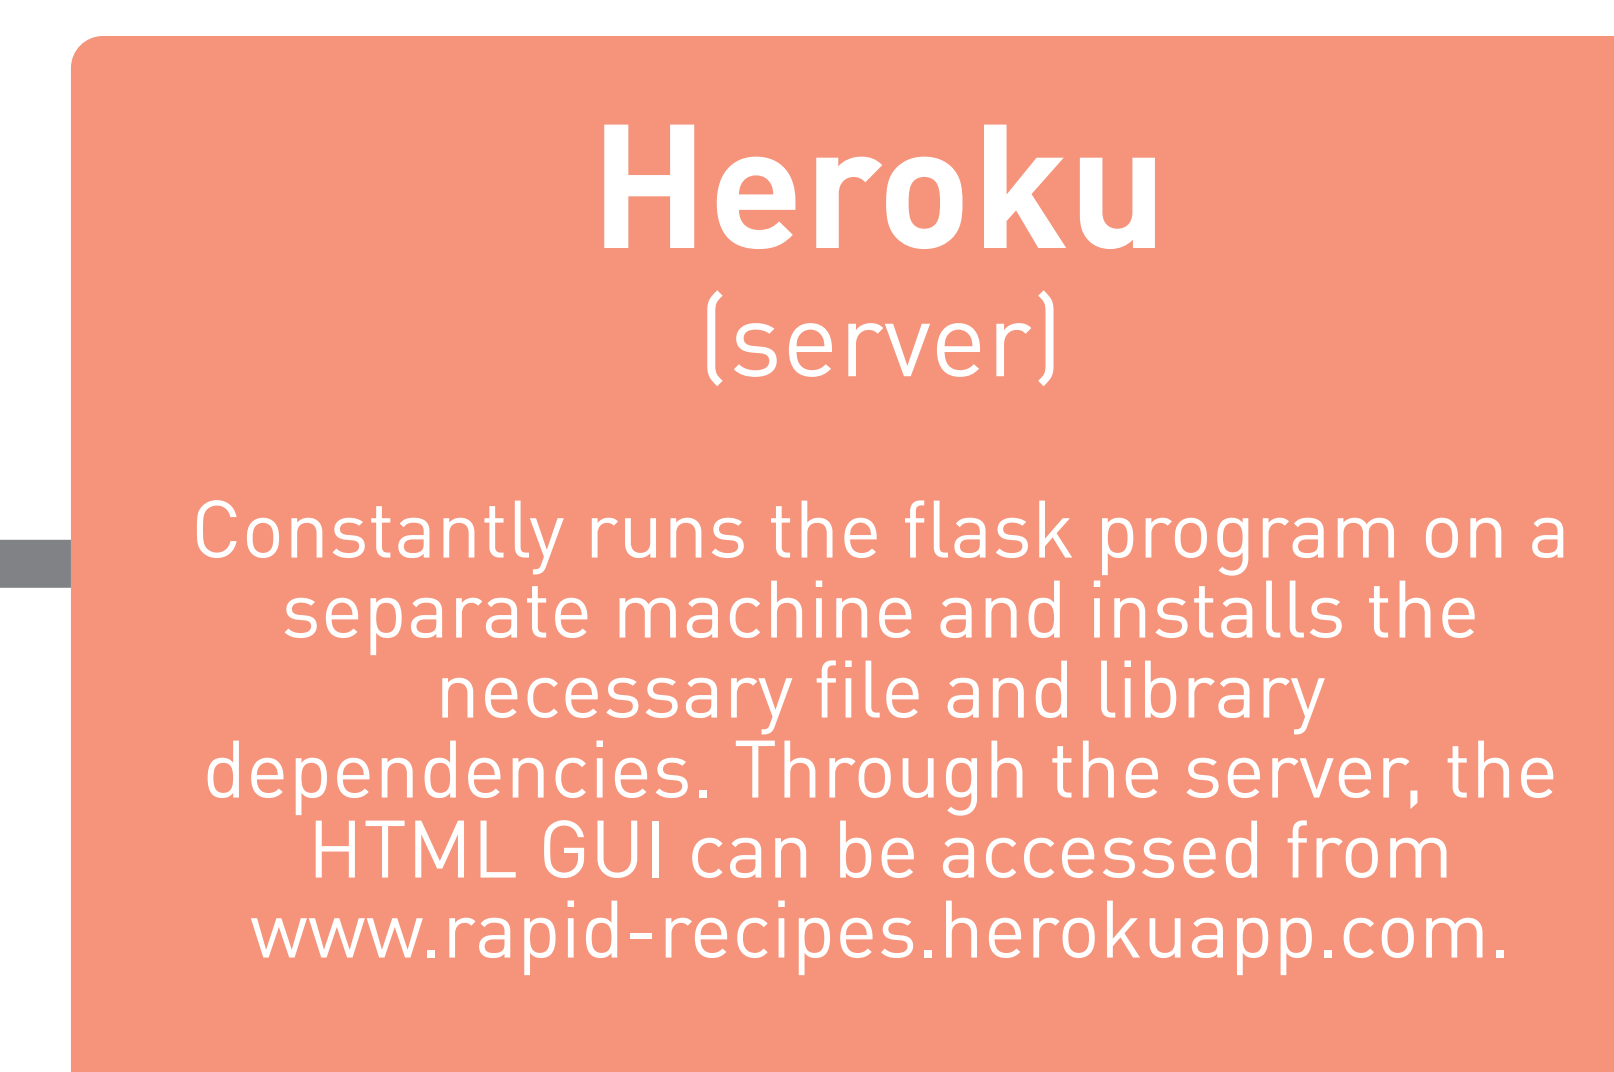 Heroku
(server)
Constantly runs the flask program on a
separate machine and installs the
necessary file and library
dependencies. Through the server, the
HTML GUI can be accessed from
www.rapid-recipes.herokuapp.com.